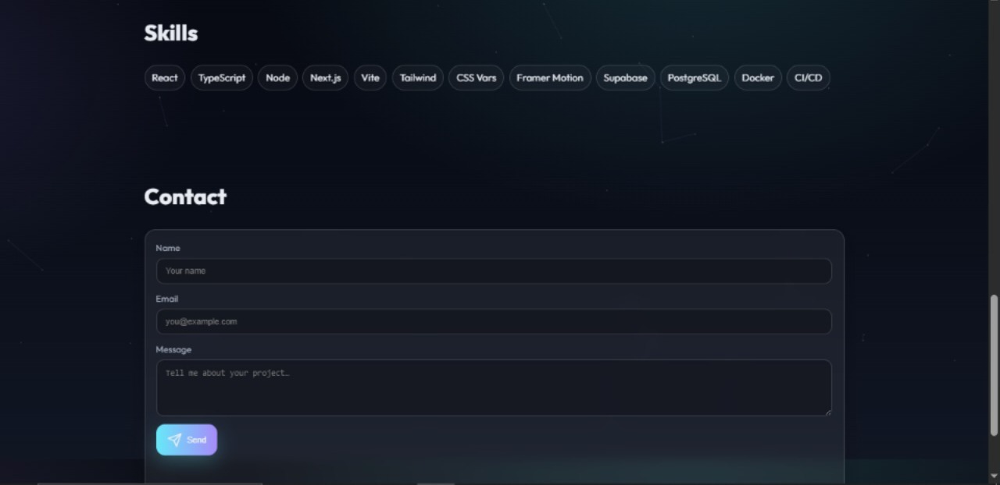 Skills
React TypeScript Node Next.js Vite Tailwind CSS Vars Framer Motion Supabase PostgreSQL Docker CI/CD
Contact
Name
Your name
Email
you@example.com
Message
Tell me about your project…
Send